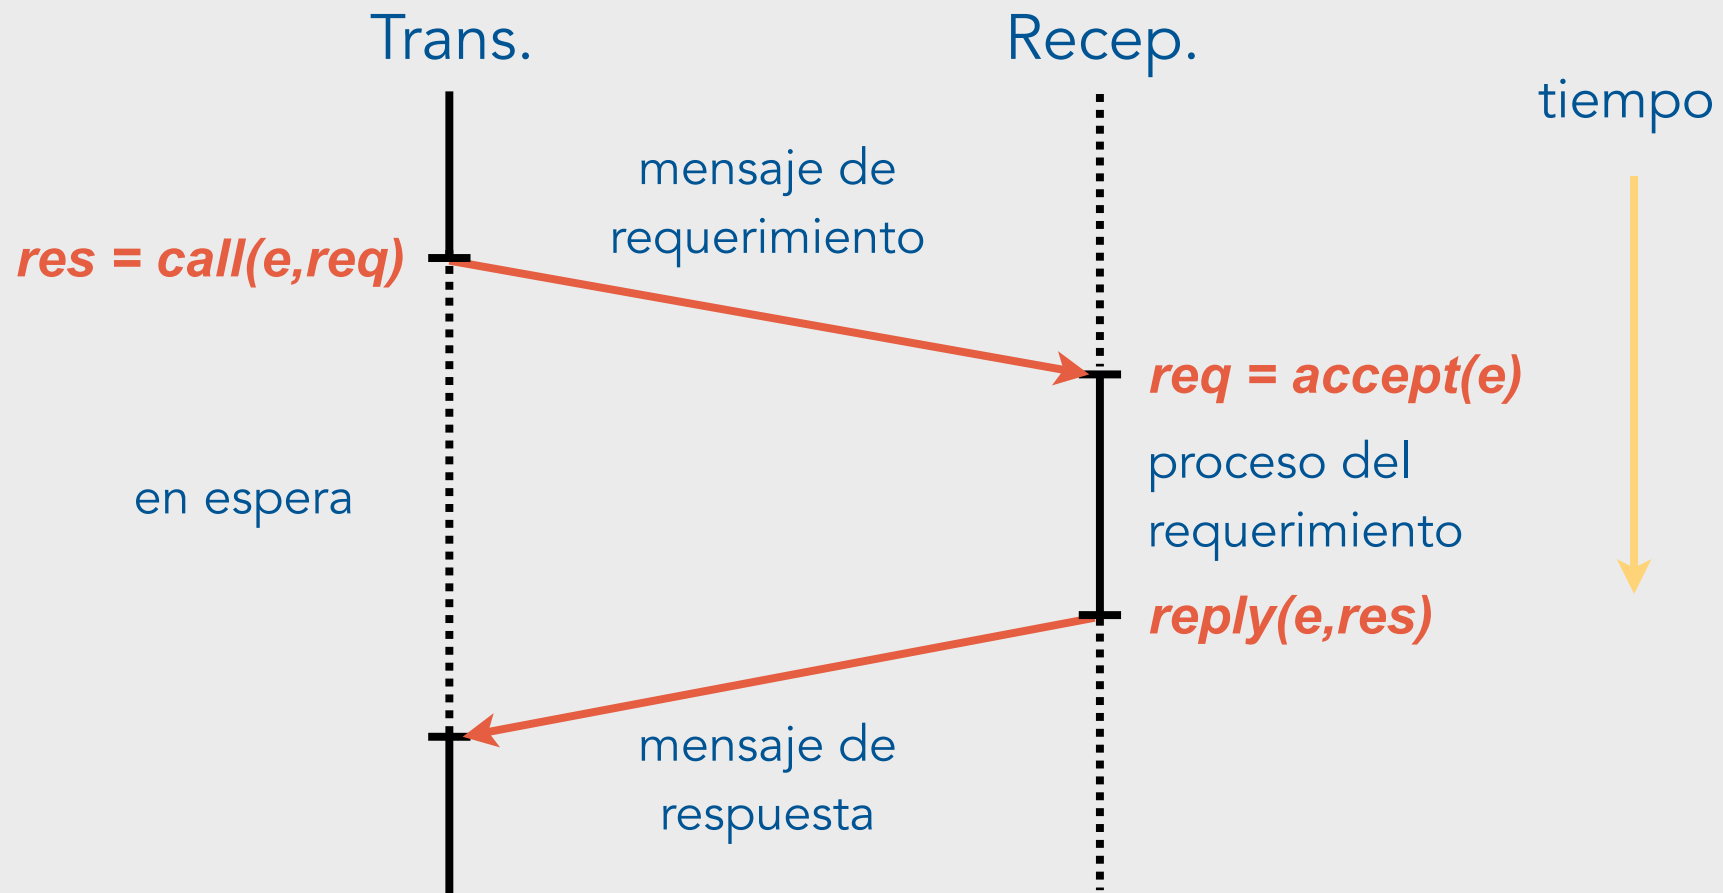 Trans.
Recep.
tiempo
mensaje de
requerimiento
res = call(e,req)
req = accept(e)
proceso del
requerimiento
en espera
reply(e,res)
mensaje de
respuesta